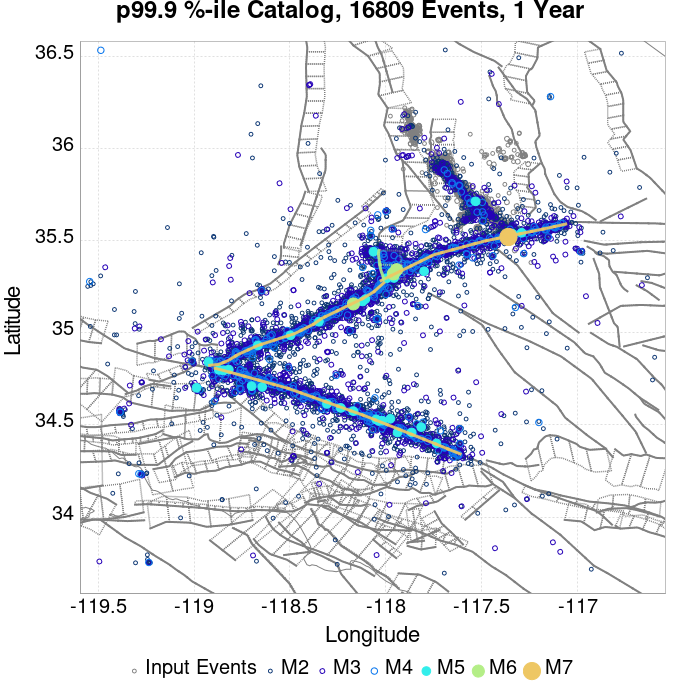 p99.9 %-ile Catalog, 16809 Events, 1 Year
36.5
36
35.5
35
34.5
34
Latitude
-119.5 -119 -118.5 -118 -117.5 -117
Longitude
Input Events M2 M3 M4 M5 M6 M7